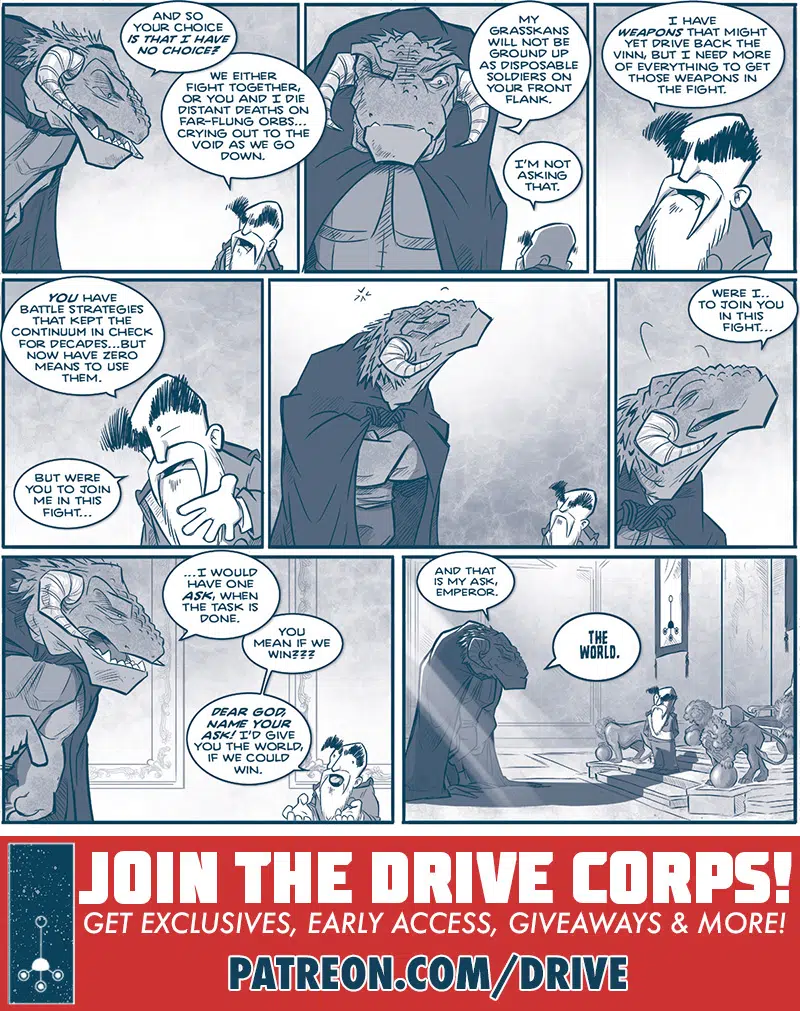 AND SO
YOUR CHOICE
IS THAT I HAVE
NO CHOICE?
WE EITHER
FIGHT TOGETHER,
OR YOU AND I DIE
DISTANT DEATHS ON
FAR-FLUNG ORBS...
CRYING OUT TO THE
VOID AS WE GO
DOWN.
MY
GRASSKANS
WILL NOT BE
GROUND UP
AS DISPOSABLE
SOLDIERS ON
YOUR FRONT
FLANK.
I'M NOT
ASKING
THAT.
I HAVE
WEAPONS THAT MIGHT
YET DRIVE BACK THE
VINN, BUT I NEED MORE
OF EVERYTHING TO GET
THOSE WEAPONS IN
THE FIGHT.
YOU HAVE
BATTLE STRATEGIES
THAT KEPT THE
CONTINUUM IN CHECK
FOR DECADES...BUT
NOW HAVE ZERO
MEANS TO USE
THEM.
BUT WERE
YOU TO JOIN
ME IN THIS
FIGHT...
WERE I..
TO JOIN YOU
IN THIS
FIGHT...
...I WOULD
HAVE ONE
ASK, WHEN
THE TASK IS
DONE.
YOU
MEAN IF WE
WIN???
DEAR GOD,
NAME YOUR
ASK! I'D GIVE
YOU THE WORLD,
IF WE COULD
WIN.
AND THAT
IS MY ASK,
EMPEROR.
THE
WORLD.
JOIN THE DRIVE CORPS!
GET EXCLUSIVES, EARLY ACCESS, GIVEAWAYS & MORE!
PATREON.COM/DRIVE